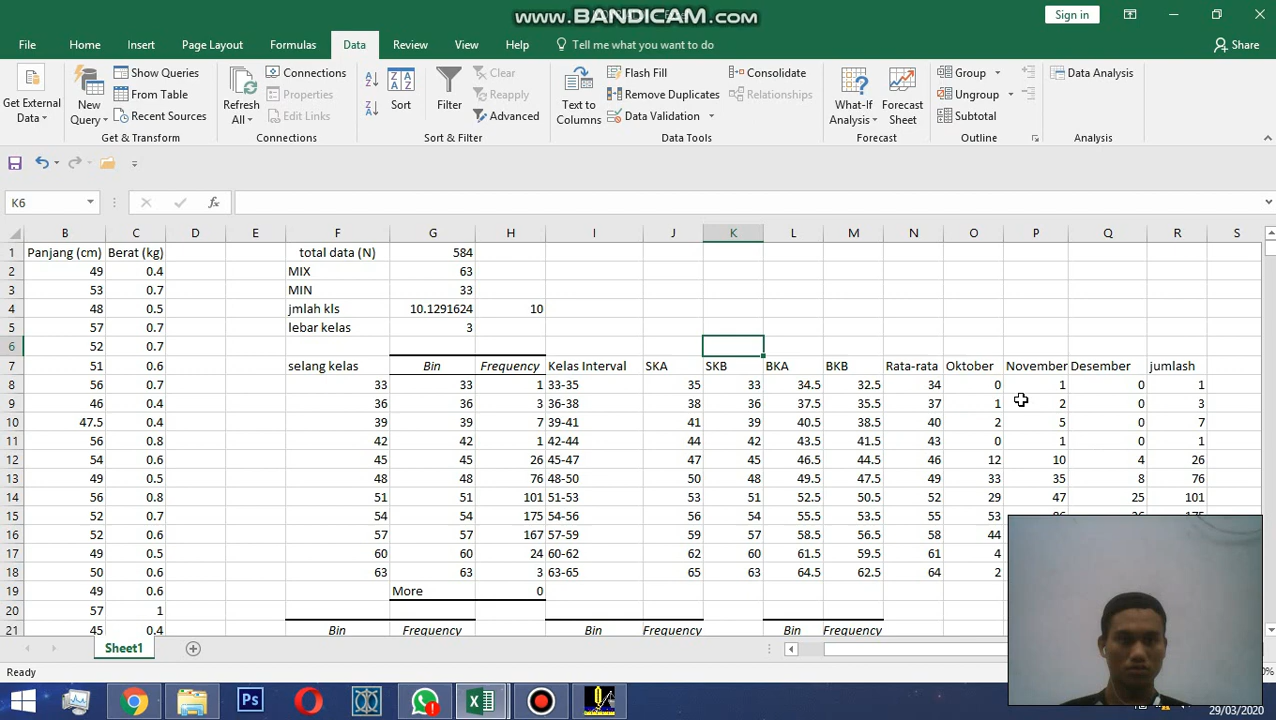 www.BANDICAM.com
Sign in
File Home Insert Page Layout Formulas Data Review View Help Tell me what you want to do Share
Get External Data
New Query
Show Queries
From Table
Recent Sources
Get & Transform
Refresh All
Connections
Properties
Edit Links
Connections
Sort
Filter
Clear
Reapply
Advanced
Sort & Filter
Text to Columns
Flash Fill
Remove Duplicates
Data Validation
Consolidate
Relationships
Data Tools
What-If Analysis
Forecast Sheet
Forecast
Group
Ungroup
Subtotal
Outline
Data Analysis
Analysis
K6 fx
B C D E F G H I J K L M N O P Q R S
1 Panjang (cm) Berat (kg) total data (N) 584
2 49 0.4 MIX 63
3 53 0.7 MIN 33
4 48 0.5 jmlah kls 10.1291624 10
5 57 0.7 lebar kelas 3
6 52 0.7
7 51 0.6 selang kelas Bin Frequency Kelas Interval SKA SKB BKA BKB Rata-rata Oktober November Desember jumlash
8 56 0.7 33 33 1 33-35 35 33 34.5 32.5 34 0 1 0 1
9 46 0.4 36 36 3 36-38 38 36 37.5 35.5 37 1 2 0 3
10 47.5 0.4 39 39 7 39-41 41 39 40.5 38.5 40 2 5 0 7
11 56 0.8 42 42 1 42-44 44 42 43.5 41.5 43 0 1 0 1
12 54 0.6 45 45 26 45-47 47 45 46.5 44.5 46 12 10 4 26
13 49 0.5 48 48 76 48-50 50 48 49.5 47.5 49 33 35 8 76
14 56 0.8 51 51 101 51-53 53 51 52.5 50.5 52 29 47 25 101
15 52 0.7 54 54 175 54-56 56 54 55.5 53.5 55 53
16 52 0.6 57 57 167 57-59 59 57 58.5 56.5 58 44
17 49 0.5 60 60 24 60-62 62 60 61.5 59.5 61 4
18 50 0.6 63 63 3 63-65 65 63 64.5 62.5 64 2
19 49 0.6 More 0
20 57 1
21 45 0.4 Bin Frequency Bin Frequency Bin Frequency
Sheet1
Ready
Ps
29/03/2020